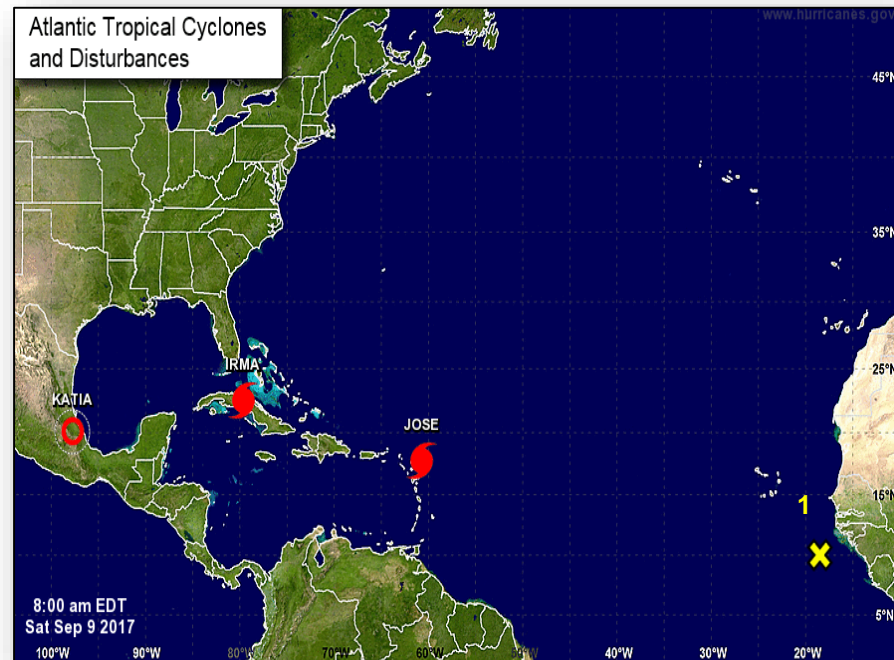 Atlantic Tropical Cyclones
and Disturbances
www.hurricanes.gov
45°N
35°N
25°N
15°N
5°N
IRMA
KATIA
JOSE
1
8:00 am EDT
Sat Sep 9 2017
100°W 90°W 80°W 70°W 60°W 50°W 40°W 30°W 20°W